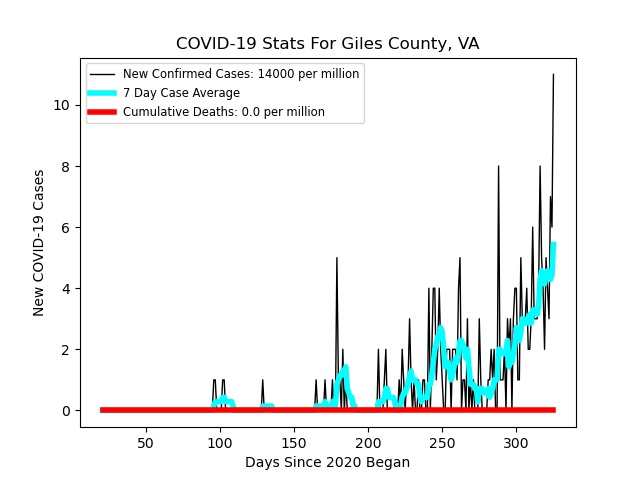 COVID-19 Stats For Giles County, VA
New Confirmed Cases: 14000 per million
7 Day Case Average
Cumulative Deaths: 0.0 per million
New COVID-19 Cases
10
8
6
4
2
0
50 100 150 200 250 300
Days Since 2020 Began